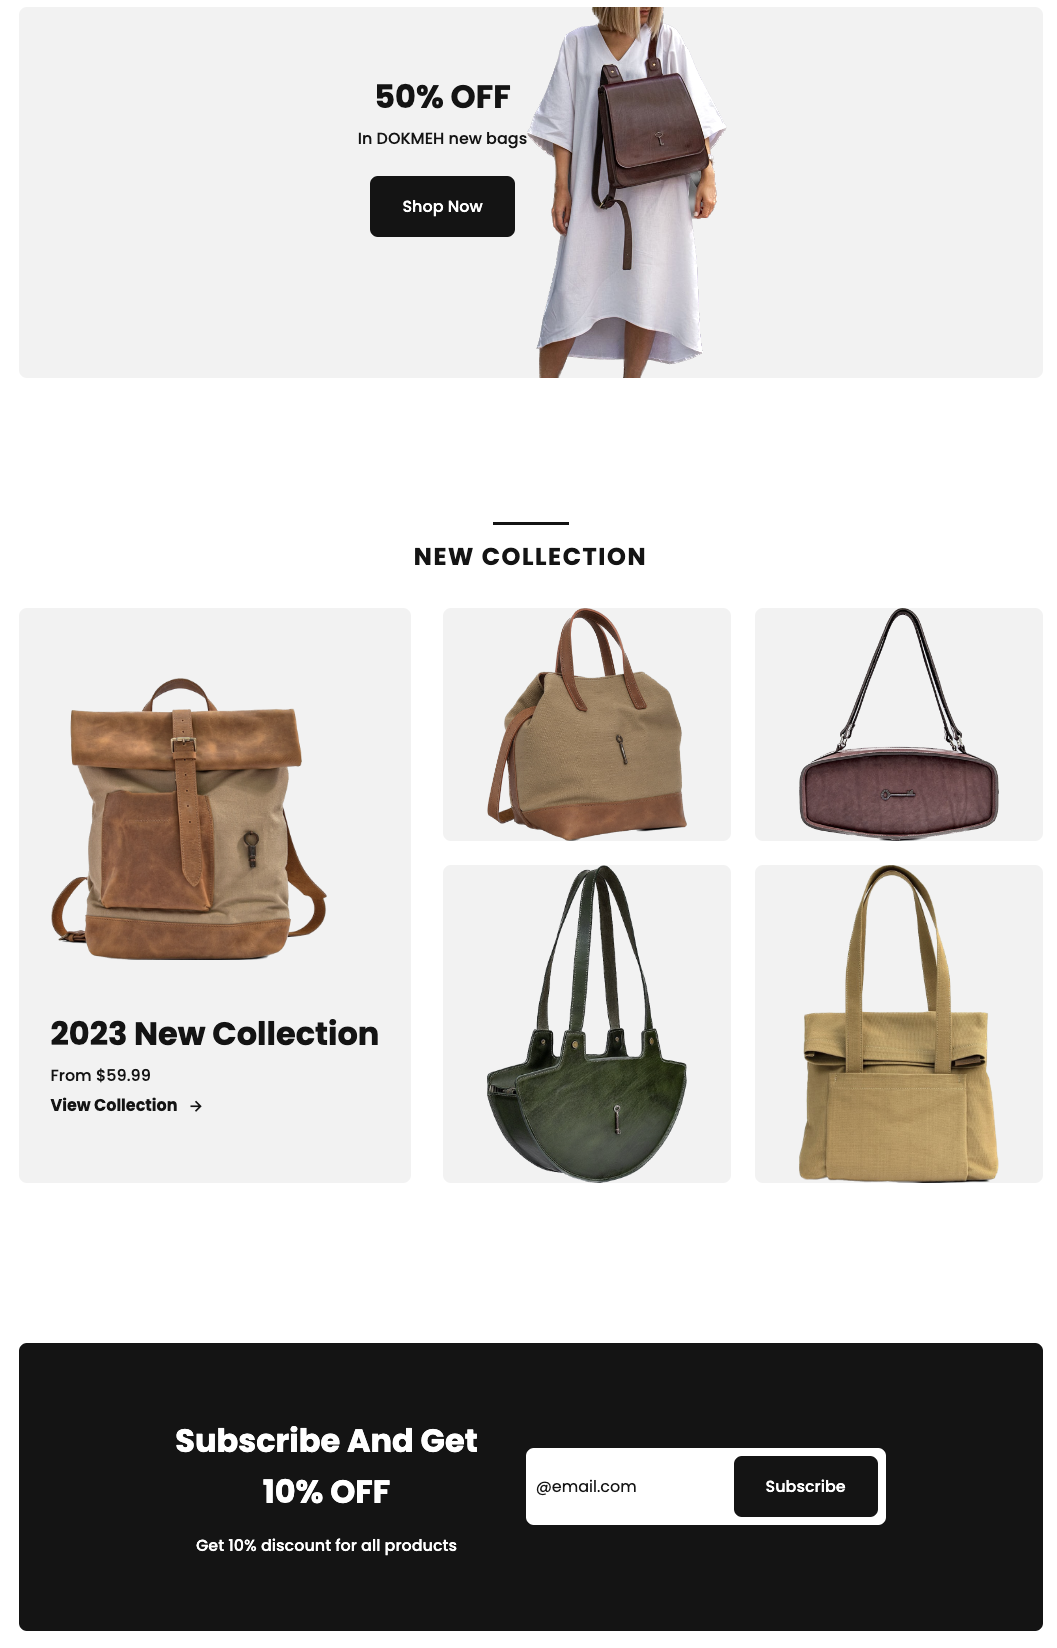 50% OFF
In DOKMEH new bags
Shop Now
NEW COLLECTION
2023 New Collection
From $59.99
View Collection →
Subscribe And Get
10% OFF
Get 10% discount for all products
@email.com
Subscribe